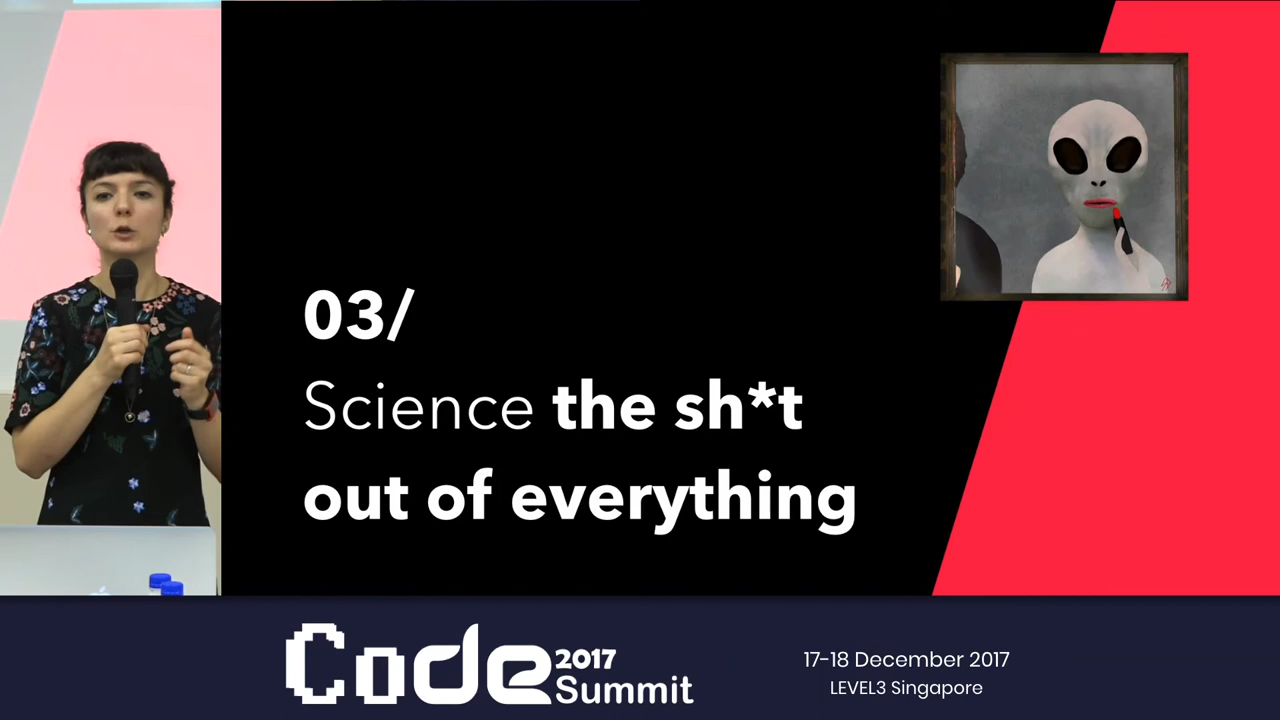 03/
Science the sh*t
out of everything
Code 2017 Summit
17-18 December 2017
LEVEL3 Singapore